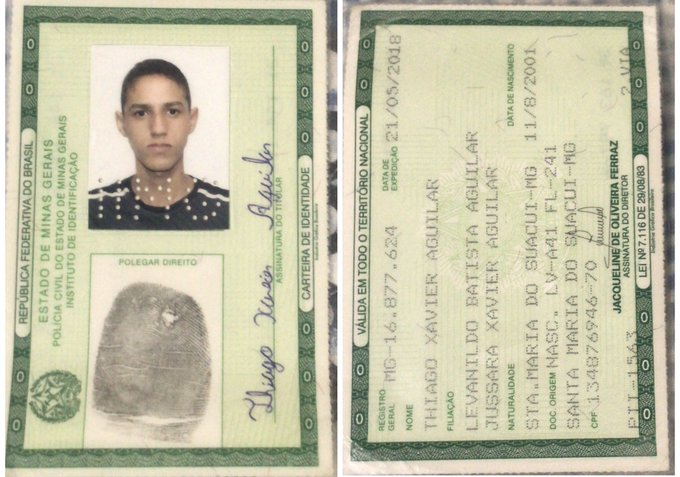 REPÚBLICA FEDERATIVA DO BRASIL
ESTADO DE MINAS GERAIS
POLÍCIA CIVIL DO ESTADO DE MINAS GERAIS
INSTITUTO DE IDENTIFICAÇÃO
POLEGAR DIREITO
Thiago Xavier Aguilar
ASSINATURA DO TITULAR
CARTEIRA DE IDENTIDADE
VÁLIDA EM TODO O TERRITÓRIO NACIONAL
REGISTRO GERAL MG-16.877.624 DATA DE EXPEDIÇÃO 21/05/2018
NOME
THIAGO XAVIER AGUILAR
FILIAÇÃO
LEVANILDO BATISTA AGUILAR
JUSSARA XAVIER AGUILAR
NATURALIDADE DATA DE NASCIMENTO
STA.MARIA DO SUACUI-MG 11/8/2001
DOC. ORIGEM NASC. LV-A41 FL-241
SANTA MARIA DO SUACUI-MG
CPF 134876946-70
JACQUELINE DE OLIVEIRA FERRAZ
ASSINATURA DO DIRETOR
PII-1563 2 VIA
LEI Nº 7.116 DE 29/08/83